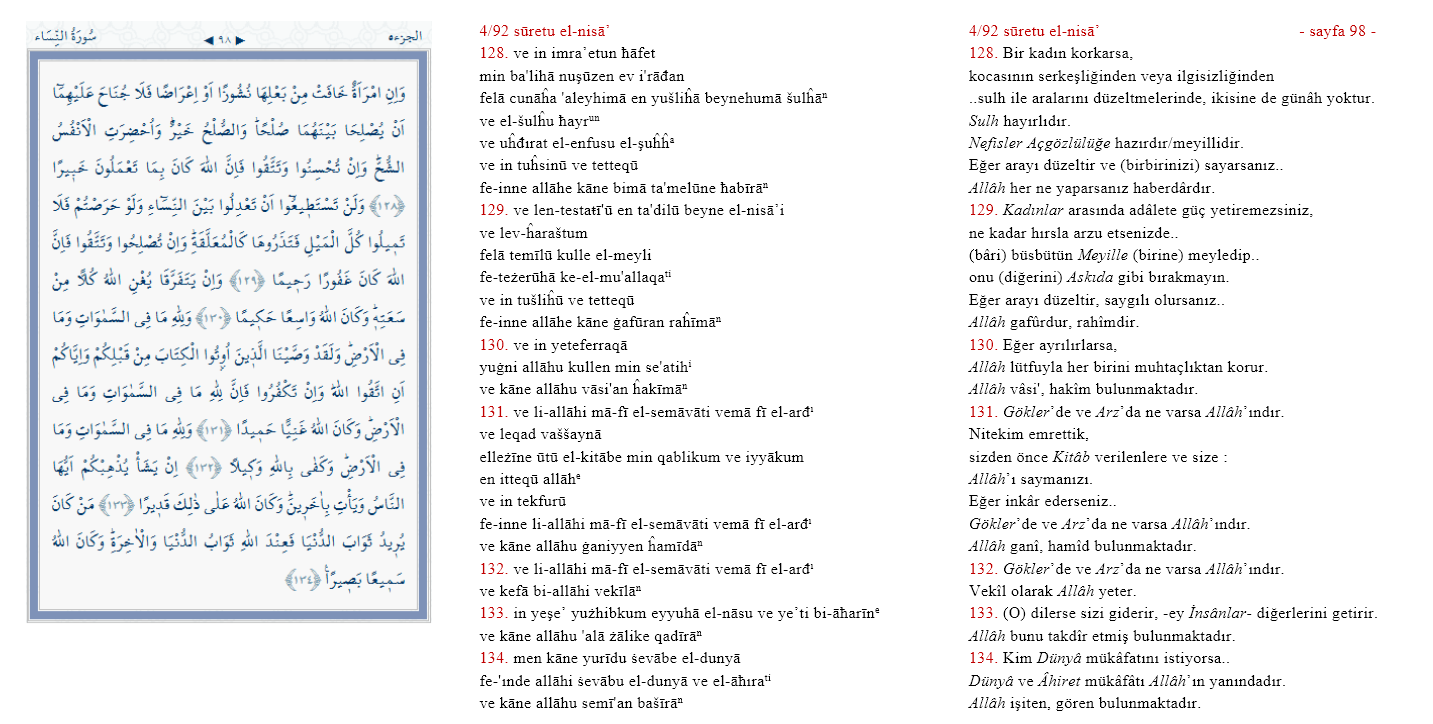 سُورَةُ النِّسَاء ◀ ٩٨ ▶ الجزء٥
وَاِنِ امْرَاَةٌ خَافَتْ مِنْ بَعْلِهَا نُشُوزًا اَوْ اِعْرَاضًا فَلَا جُنَاحَ عَلَيْهِمَٓا
اَنْ يُصْلِحَا بَيْنَهُمَا صُلْحًاۜ وَالصُّلْحُ خَيْرٌۜ وَاُحْضِرَتِ الْاَنْفُسُ
الشُّحَّۜ وَاِنْ تُحْسِنُوا وَتَتَّقُوا فَاِنَّ اللّٰهَ كَانَ بِمَا تَعْمَلُونَ خَب۪يرًا
﴿١٢٨﴾ وَلَنْ تَسْتَط۪يعُٓوا اَنْ تَعْدِلُوا بَيْنَ النِّسَٓاءِ وَلَوْ حَرَصْتُمْ فَلَا
تَم۪يلُوا كُلَّ الْمَيْلِ فَتَذَرُوهَا كَالْمُعَلَّقَةِۜ وَاِنْ تُصْلِحُوا وَتَتَّقُوا فَاِنَّ
اللّٰهَ كَانَ غَفُورًا رَح۪يمًا ﴿١٢٩﴾ وَاِنْ يَتَفَرَّقَا يُغْنِ اللّٰهُ كُلًّا مِنْ
سَعَتِه۪ۜ وَكَانَ اللّٰهُ وَاسِعًا حَك۪يمًا ﴿١٣٠﴾ وَلِلّٰهِ مَا فِى السَّمٰوَاتِ وَمَا
فِى الْاَرْضِۜ وَلَقَدْ وَصَّيْنَا الَّذ۪ينَ اُو۫تُوا الْكِتَابَ مِنْ قَبْلِكُمْ وَاِيَّاكُمْ
اَنِ اتَّقُوا اللّٰهَۜ وَاِنْ تَكْفُرُوا فَاِنَّ لِلّٰهِ مَا فِى السَّمٰوَاتِ وَمَا فِى
الْاَرْضِۜ وَكَانَ اللّٰهُ غَنِيًّا حَم۪يدًا ﴿١٣١﴾ وَلِلّٰهِ مَا فِى السَّمٰوَاتِ وَمَا
فِى الْاَرْضِۜ وَكَفٰى بِاللّٰهِ وَك۪يلًا ﴿١٣٢﴾ اِنْ يَشَأْ يُذْهِبْكُمْ اَيُّهَا
النَّاسُ وَيَأْتِ بِاٰخَر۪ينَۜ وَكَانَ اللّٰهُ عَلٰى ذٰلِكَ قَد۪يرًا ﴿١٣٣﴾ مَنْ كَانَ
يُر۪يدُ ثَوَابَ الدُّنْيَا فَعِنْدَ اللّٰهِ ثَوَابُ الدُّنْيَا وَالْاٰخِرَةِۜ وَكَانَ اللّٰهُ
سَم۪يعًا بَص۪يرًا۟ ﴿١٣٤﴾
4/92 sūretu el-nisā’
128. ve in imra’etun ħāfet
min ba'lihā nuşūzen ev i'rāđan
felā cunāĥa 'aleyhimā en yušliĥā beynehumā šulĥāⁿ
ve el-šulĥu ħayrᵘⁿ
ve uĥđırat el-enfusu el-şuĥĥᵃ
ve in tuĥsinū ve tetteqū
fe-inne allāhe kāne bimā ta'melūne ħabīrāⁿ
129. ve len-testaŧī'ū en ta'dilū beyne el-nisā’i
ve lev-ĥaraštum
felā temīlū kulle el-meyli
fe-teżerūhā ke-el-mu'allaqaᵗⁱ
ve in tušliĥū ve tetteqū
fe-inne allāhe kāne ġafūran raĥīmāⁿ
130. ve in yeteferraqā
yuġni allāhu kullen min se'atihⁱ
ve kāne allāhu vāsi'an ĥakīmāⁿ
131. ve li-allāhi mā-fī el-semāvāti vemā fī el-arđᶦ
ve leqad vaššaynā
elleżīne ūtū el-kitābe min qablikum ve iyyākum
en itteqū allāhᵉ
ve in tekfurū
fe-inne li-allāhi mā-fī el-semāvāti vemā fī el-arđᶦ
ve kāne allāhu ġaniyyen ĥamīdāⁿ
132. ve li-allāhi mā-fī el-semāvāti vemā fī el-arđᶦ
ve kefā bi-allāhi vekīlāⁿ
133. in yeşe’ yużhibkum eyyuhā el-nāsu ve ye’ti bi-āħarīnᵉ
ve kāne allāhu 'alā żālike qadīrāⁿ
134. men kāne yurīdu ŝevābe el-dunyā
fe-'ınde allāhi ŝevābu el-dunyā ve el-āħıraᵗⁱ
ve kāne allāhu semī'an bašīrāⁿ
4/92 sūretu el-nisā’ - sayfa 98 -
128. Bir kadın korkarsa,
kocasının serkeşliğinden veya ilgisizliğinden
..sulh ile aralarını düzeltmelerinde, ikisine de günâh yoktur.
Sulh hayırlıdır.
Nefisler Açgözlülüğe hazırdır/meyillidir.
Eğer arayı düzeltir ve (birbirinizi) sayarsanız..
Allâh her ne yaparsanız haberdârdır.
129. Kadınlar arasında adâlete güç yetiremezsiniz,
ne kadar hırsla arzu etsenizde..
(bâri) büsbütün Meyille (birine) meyledip..
onu (diğerini) Askıda gibi bırakmayın.
Eğer arayı düzeltir, saygılı olursanız..
Allâh gafûrdur, rahîmdir.
130. Eğer ayrılırlarsa,
Allâh lütfuyla her birini muhtaçlıktan korur.
Allâh vâsi', hakîm bulunmaktadır.
131. Gökler’de ve Arz’da ne varsa Allâh’ındır.
Nitekim emrettik,
sizden önce Kitâb verilenlere ve size :
Allâh’ı saymanızı.
Eğer inkâr ederseniz..
Gökler’de ve Arz’da ne varsa Allâh’ındır.
Allâh ganî, hamîd bulunmaktadır.
132. Gökler’de ve Arz’da ne varsa Allâh’ındır.
Vekîl olarak Allâh yeter.
133. (O) dilerse sizi giderir, -ey İnsânlar- diğerlerini getirir.
Allâh bunu takdîr etmiş bulunmaktadır.
134. Kim Dünyâ mükâfatını istiyorsa..
Dünyâ ve Âhiret mükâfâtı Allâh’ın yanındadır.
Allâh işiten, gören bulunmaktadır.